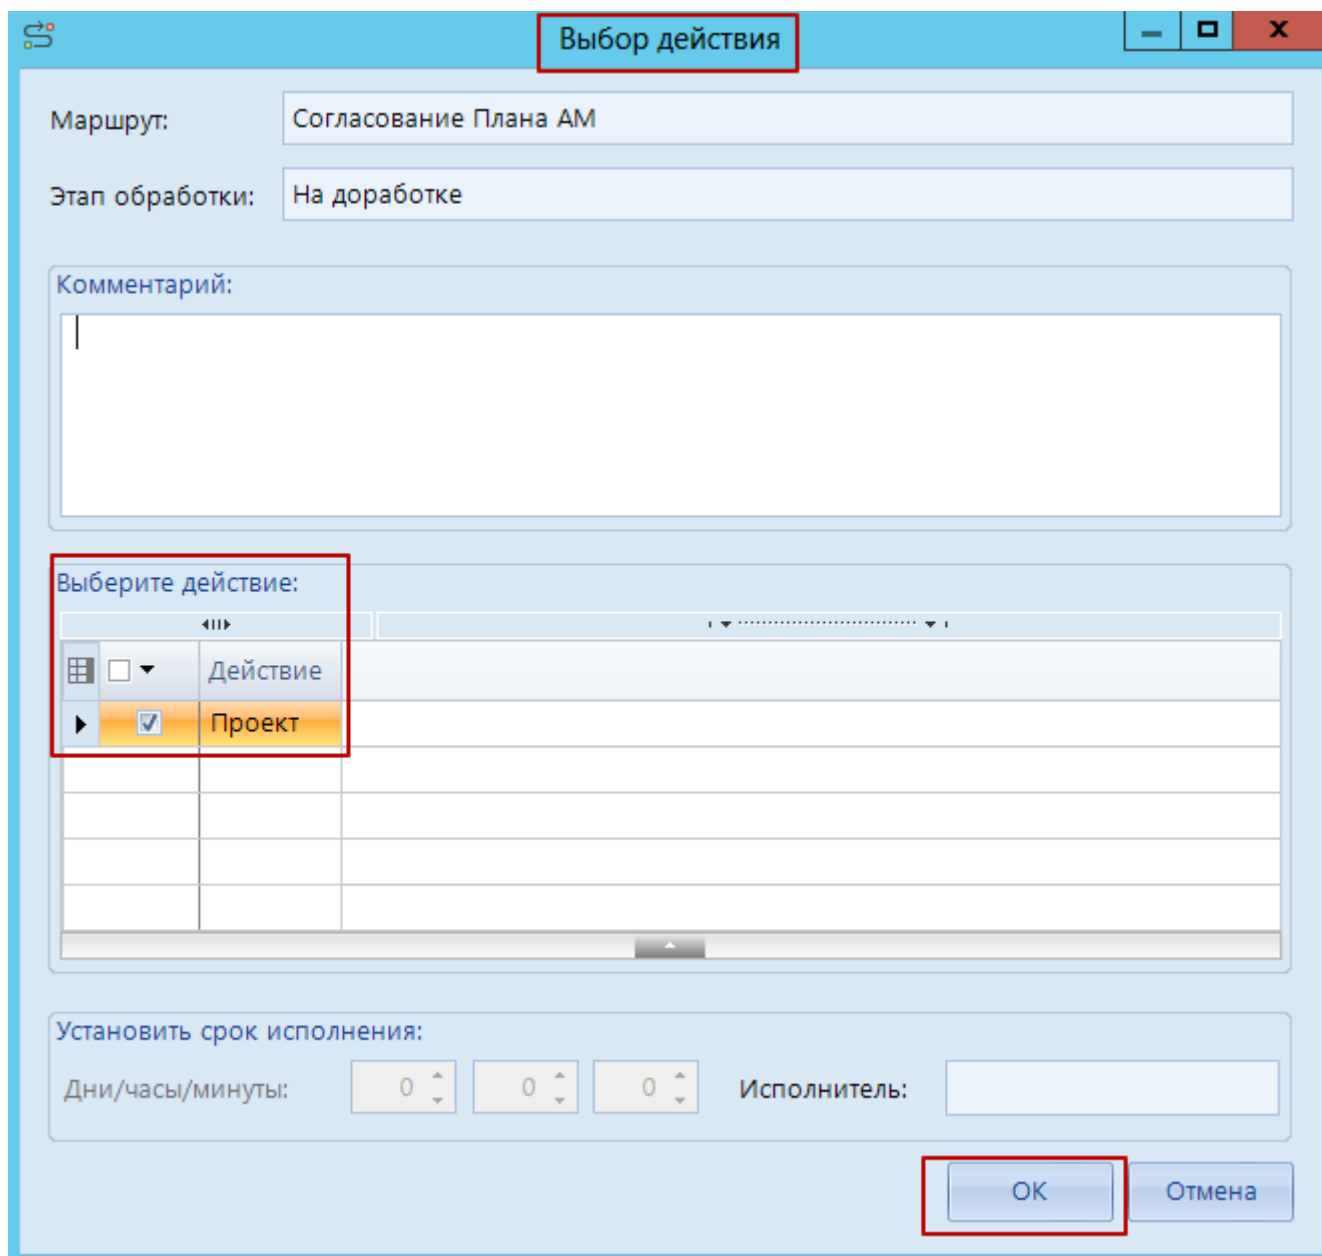 Выбор действия
Маршрут: Согласование Плана АМ
Этап обработки: На доработке
Комментарий:
Выберите действие:
Действие
Проект
Установить срок исполнения:
Дни/часы/минуты: 0 0 0 Исполнитель:
ОК Отмена